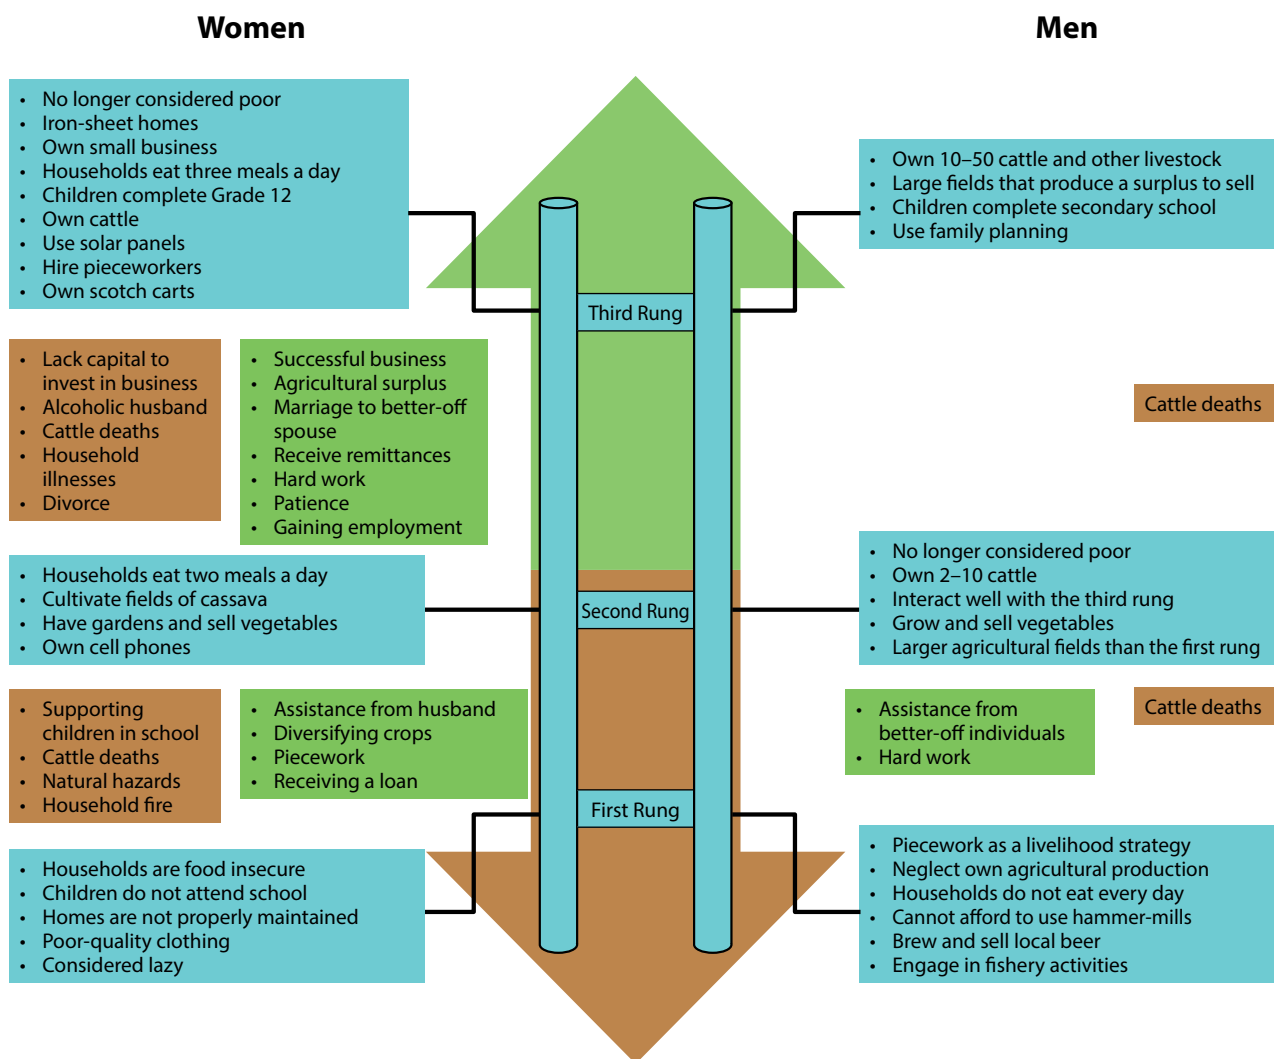 Women
Men
• No longer considered poor
• Iron-sheet homes
• Own small business
• Households eat three meals a day
• Children complete Grade 12
• Own cattle
• Use solar panels
• Hire pieceworkers
• Own scotch carts
• Own 10–50 cattle and other livestock
• Large fields that produce a surplus to sell
• Children complete secondary school
• Use family planning
Third Rung
• Lack capital to
invest in business
• Alcoholic husband
• Cattle deaths
• Household
illnesses
• Divorce
• Successful business
• Agricultural surplus
• Marriage to better-off
spouse
• Receive remittances
• Hard work
• Patience
• Gaining employment
Cattle deaths
• Households eat two meals a day
• Cultivate fields of cassava
• Have gardens and sell vegetables
• Own cell phones
Second Rung
• No longer considered poor
• Own 2–10 cattle
• Interact well with the third rung
• Grow and sell vegetables
• Larger agricultural fields than the first rung
• Supporting
children in school
• Cattle deaths
• Natural hazards
• Household fire
• Assistance from husband
• Diversifying crops
• Piecework
• Receiving a loan
• Assistance from
better-off individuals
• Hard work
Cattle deaths
First Rung
• Households are food insecure
• Children do not attend school
• Homes are not properly maintained
• Poor-quality clothing
• Considered lazy
• Piecework as a livelihood strategy
• Neglect own agricultural production
• Households do not eat every day
• Cannot afford to use hammer-mills
• Brew and sell local beer
• Engage in fishery activities